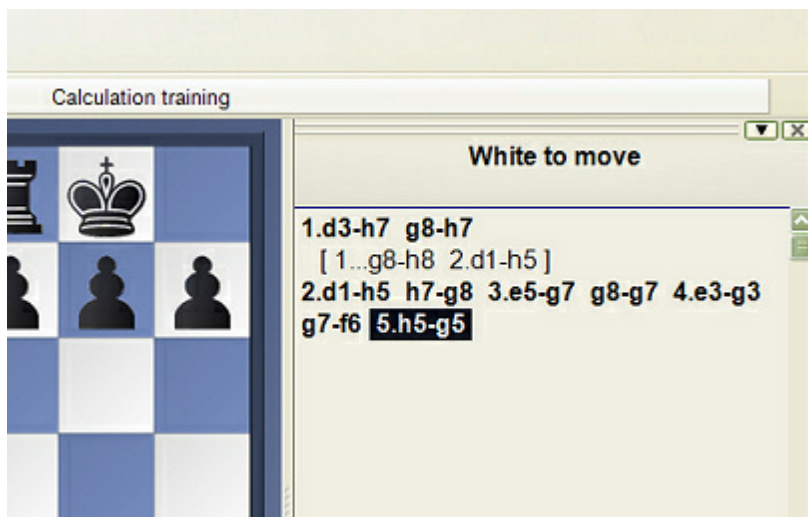 Calculation training
White to move
1.d3-h7 g8-h7
[ 1...g8-h8 2.d1-h5 ]
2.d1-h5 h7-g8 3.e5-g7 g8-g7 4.e3-g3
g7-f6 5.h5-g5